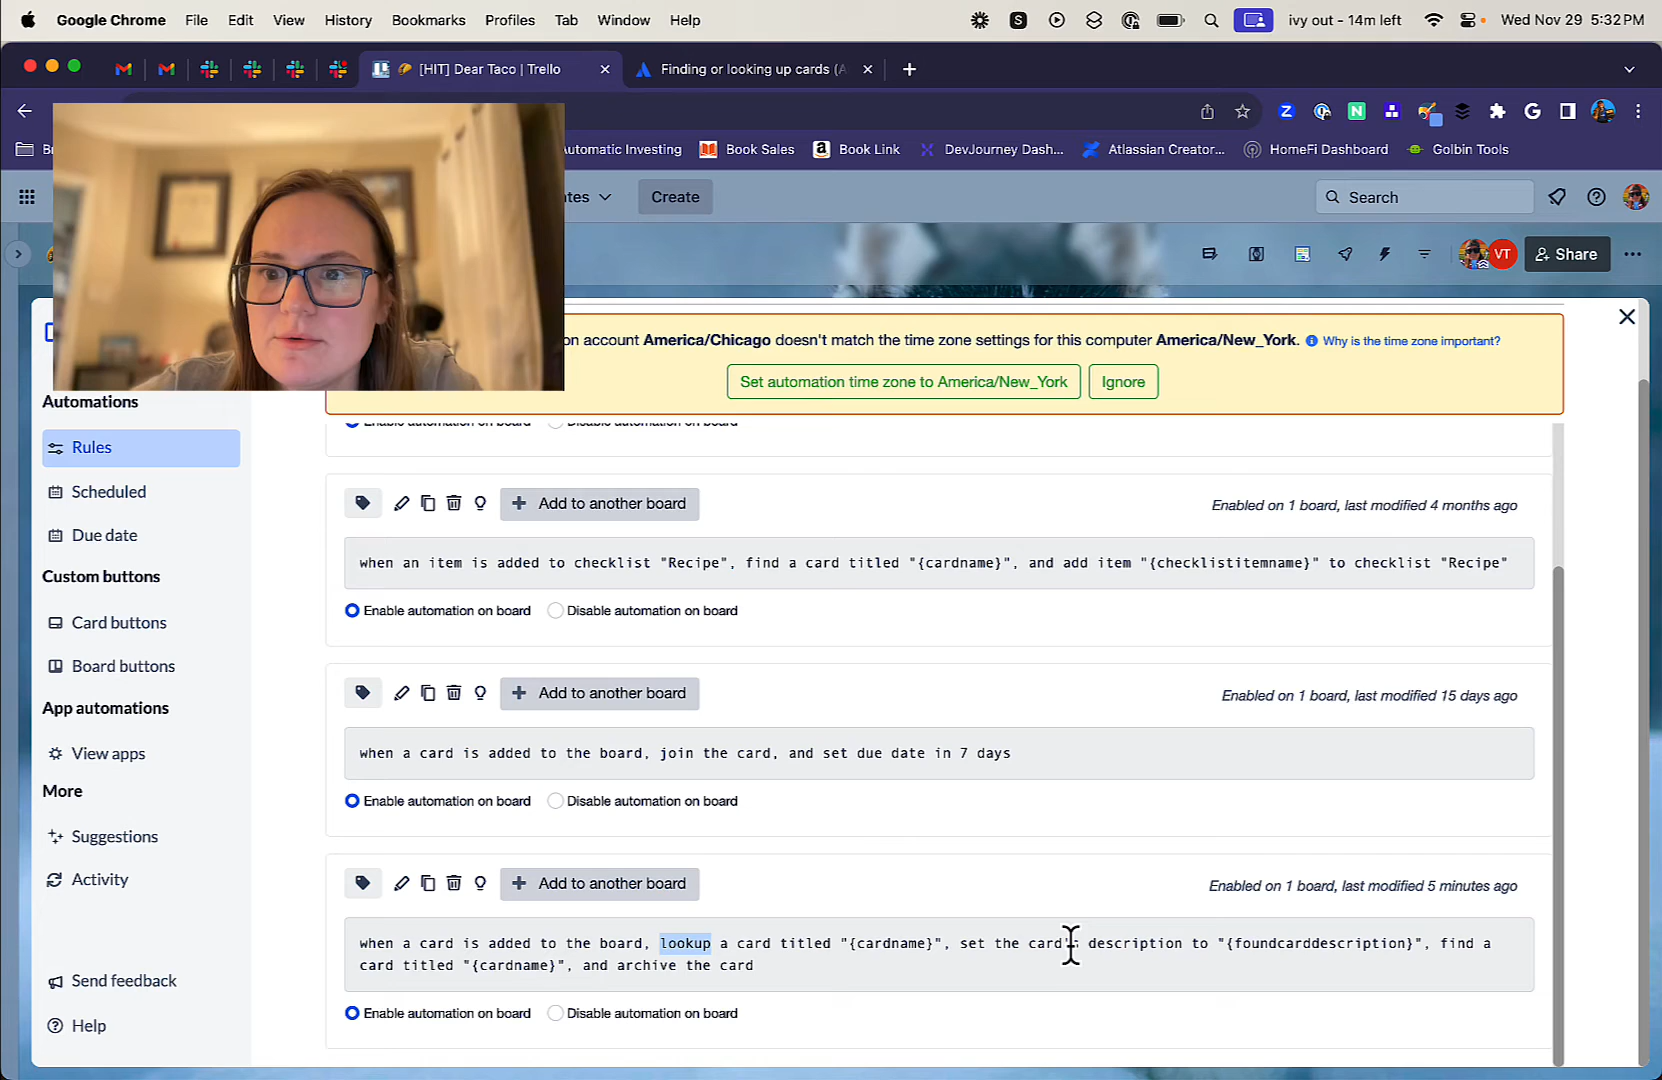 Google Chrome File Edit View History Bookmarks Profiles Tab Window Help S ivy out - 14m left Wed Nov 29 5:32 PM
[HIT] Dear Taco | Trello Finding or looking up cards (A
Automatic Investing Book Sales Book Link DevJourney Dash... Atlassian Creator... HomeFi Dashboard Golbin Tools
Create Search
VT Share
on account America/Chicago doesn't match the time zone settings for this computer America/New_York. Why is the time zone important?
Set automation time zone to America/New_York Ignore
Automations
Rules
Scheduled
Due date
Custom buttons
Card buttons
Board buttons
App automations
View apps
More
Suggestions
Activity
Send feedback
Help
Enable automation on board Disable automation on board
Add to another board Enabled on 1 board, last modified 4 months ago
when an item is added to checklist "Recipe", find a card titled "{cardname}", and add item "{checklistitemname}" to checklist "Recipe"
Enable automation on board Disable automation on board
Add to another board Enabled on 1 board, last modified 15 days ago
when a card is added to the board, join the card, and set due date in 7 days
Enable automation on board Disable automation on board
Add to another board Enabled on 1 board, last modified 5 minutes ago
when a card is added to the board, lookup a card titled "{cardname}", set the card's description to "{foundcarddescription}", find a
card titled "{cardname}", and archive the card
Enable automation on board Disable automation on board